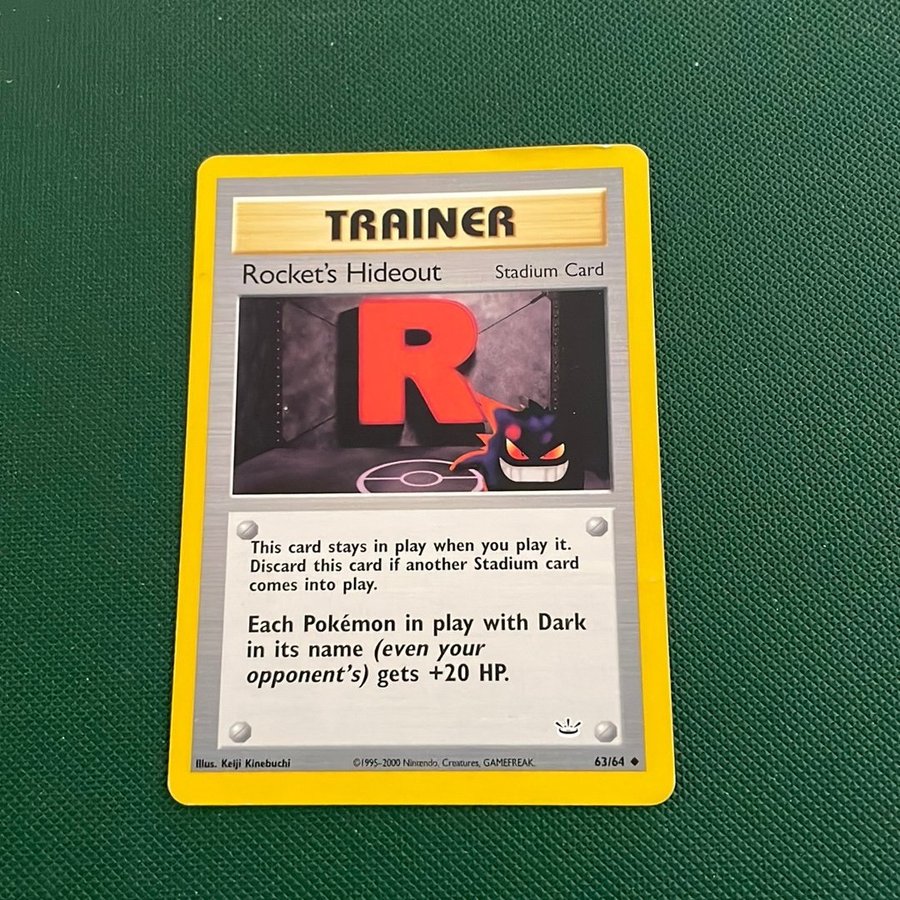 TRAINER
Rocket's Hideout Stadium Card
R
This card stays in play when you play it.
Discard this card if another Stadium card
comes into play.
Each Pokémon in play with Dark
in its name (even your
opponent's) gets +20 HP.
Illus. Keiji Kinebuchi ©1995-2000 Nintendo, Creatures, GAMEFREAK. 63/64 ◆